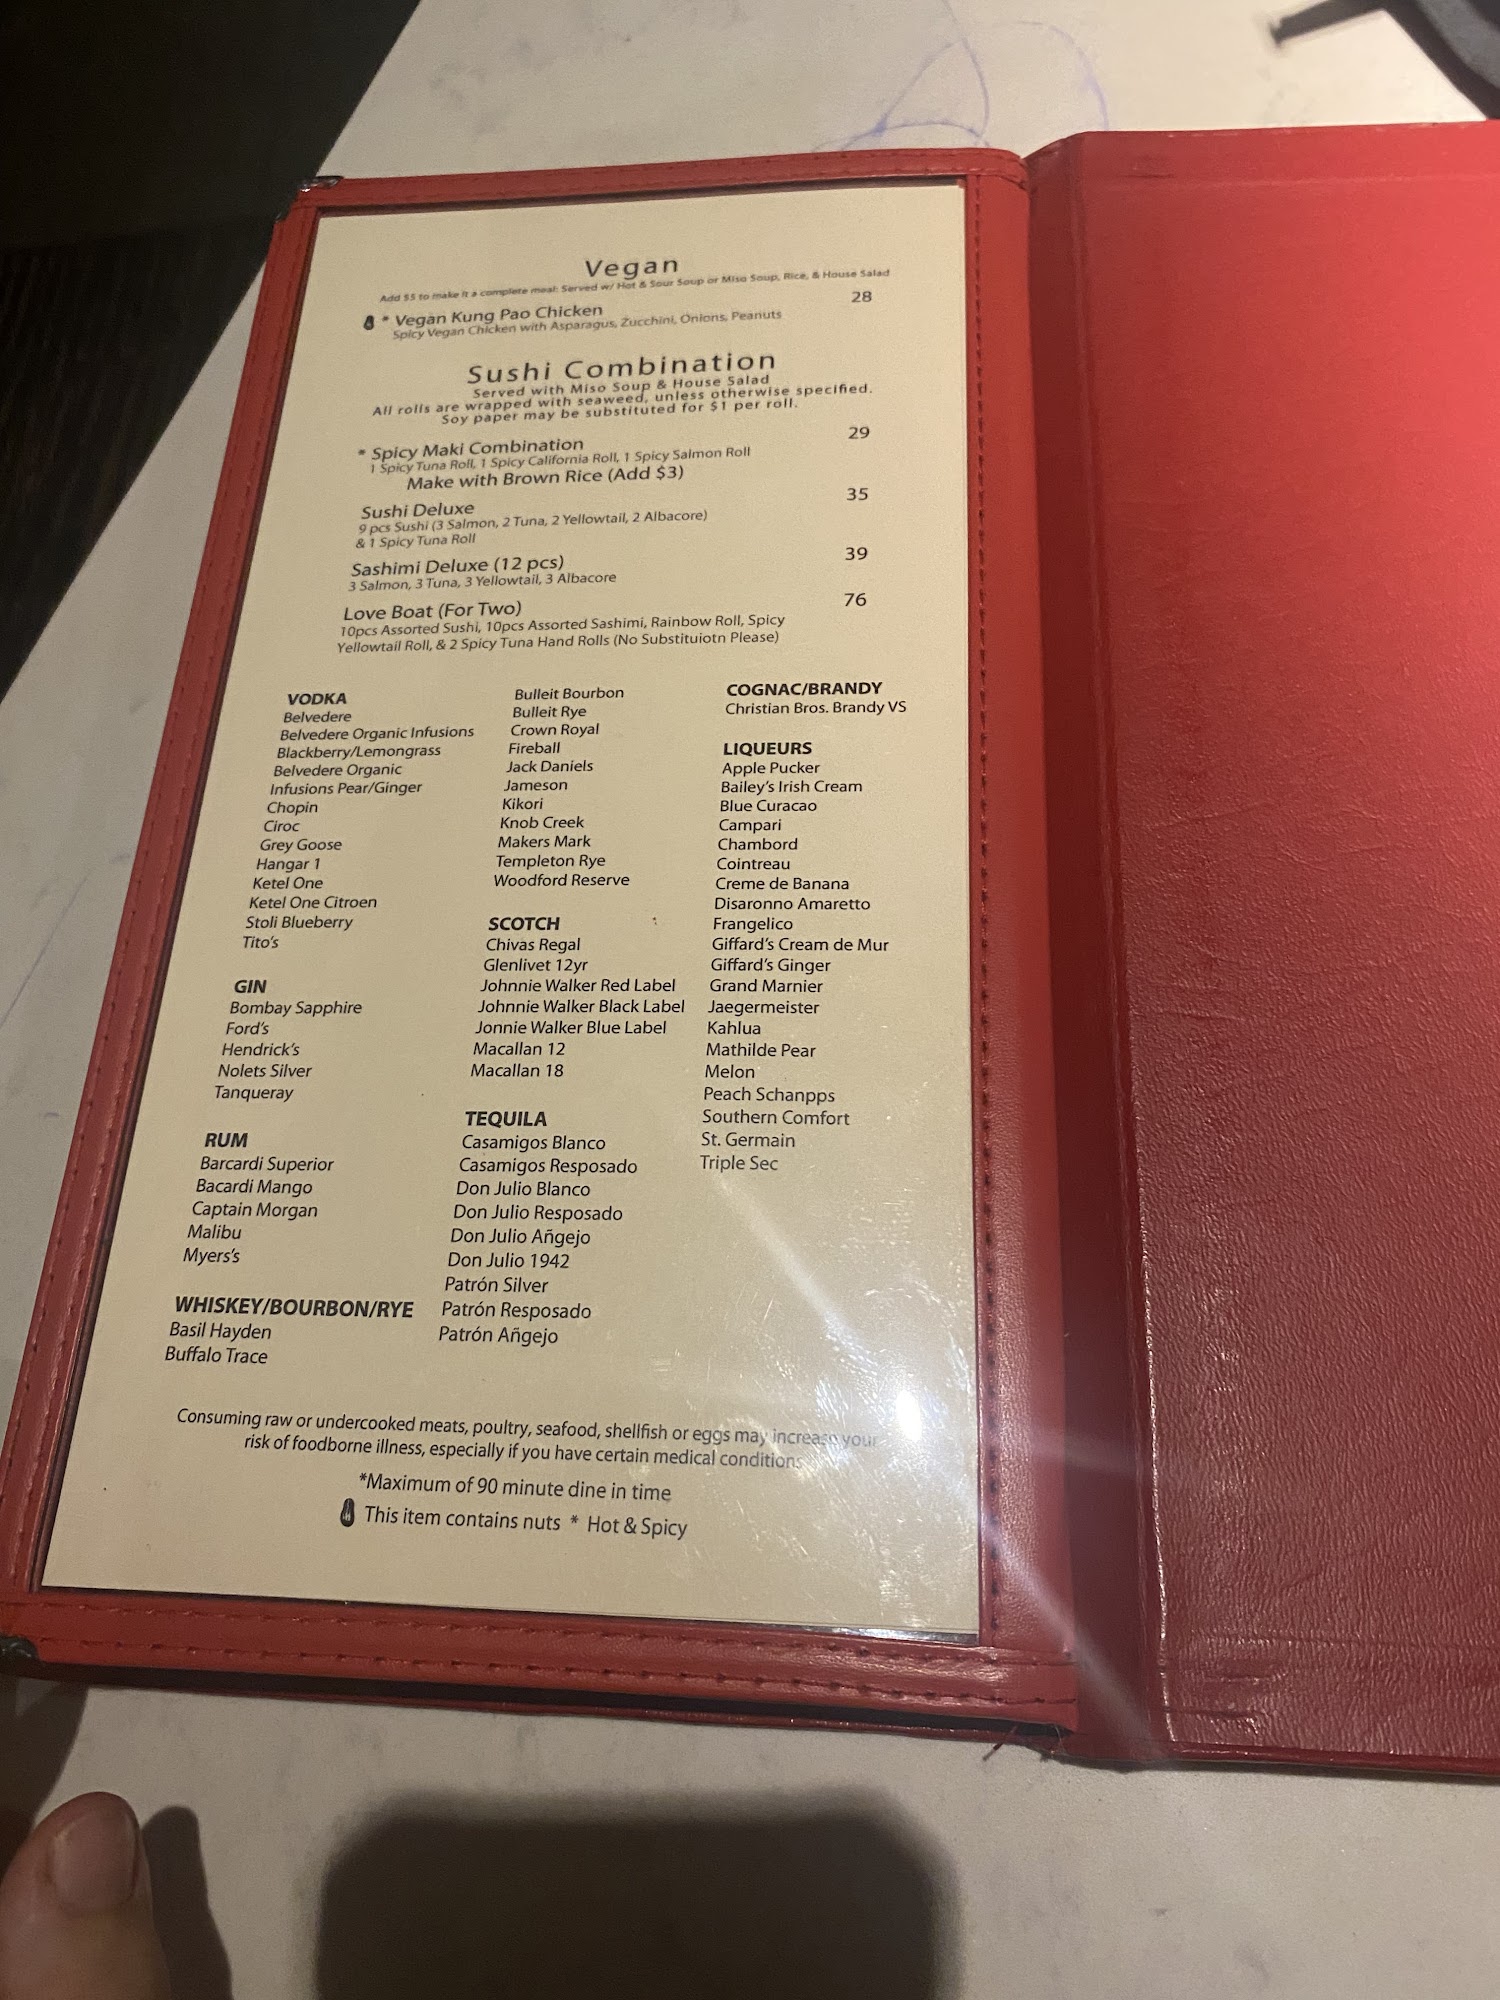 Vegan
Add $5 to make it a complete meal: Served w/ Hot & Sour Soup or Miso Soup, Rice, & House Salad
* Vegan Kung Pao Chicken 28
Spicy Vegan Chicken with Asparagus, Zucchini, Onions, Peanuts
Sushi Combination
Served with Miso Soup & House Salad
All rolls are wrapped with seaweed, unless otherwise specified.
Soy paper may be substituted for $1 per roll.
* Spicy Maki Combination 29
1 Spicy Tuna Roll, 1 Spicy California Roll, 1 Spicy Salmon Roll
Make with Brown Rice (Add $3)
Sushi Deluxe 35
9 pcs Sushi (3 Salmon, 2 Tuna, 2 Yellowtail, 2 Albacore)
& 1 Spicy Tuna Roll
Sashimi Deluxe (12 pcs) 39
3 Salmon, 3 Tuna, 3 Yellowtail, 3 Albacore
Love Boat (For Two) 76
10pcs Assorted Sushi, 10pcs Assorted Sashimi, Rainbow Roll, Spicy
Yellowtail Roll, & 2 Spicy Tuna Hand Rolls (No Substituiotn Please)
VODKA
Belvedere
Belvedere Organic Infusions
Blackberry/Lemongrass
Belvedere Organic
Infusions Pear/Ginger
Chopin
Ciroc
Grey Goose
Hangar 1
Ketel One
Ketel One Citroen
Stoli Blueberry
Tito's
GIN
Bombay Sapphire
Ford's
Hendrick's
Nolets Silver
Tanqueray
RUM
Barcardi Superior
Bacardi Mango
Captain Morgan
Malibu
Myers's
WHISKEY/BOURBON/RYE
Basil Hayden
Buffalo Trace
Bulleit Bourbon
Bulleit Rye
Crown Royal
Fireball
Jack Daniels
Jameson
Kikori
Knob Creek
Makers Mark
Templeton Rye
Woodford Reserve
SCOTCH
Chivas Regal
Glenlivet 12yr
Johnnie Walker Red Label
Johhnie Walker Black Label
Jonnie Walker Blue Label
Macallan 12
Macallan 18
TEQUILA
Casamigos Blanco
Casamigos Resposado
Don Julio Blanco
Don Julio Resposado
Don Julio Añgejo
Don Julio 1942
Patrón Silver
Patrón Resposado
Patrón Añgejo
COGNAC/BRANDY
Christian Bros. Brandy VS
LIQUEURS
Apple Pucker
Bailey's Irish Cream
Blue Curacao
Campari
Chambord
Cointreau
Creme de Banana
Disaronno Amaretto
Frangelico
Giffard's Cream de Mur
Giffard's Ginger
Grand Marnier
Jaegermeister
Kahlua
Mathilde Pear
Melon
Peach Schanpps
Southern Comfort
St. Germain
Triple Sec
Consuming raw or undercooked meats, poultry, seafood, shellfish or eggs may increase your
risk of foodborne illness, especially if you have certain medical conditions
*Maximum of 90 minute dine in time
This item contains nuts * Hot & Spicy